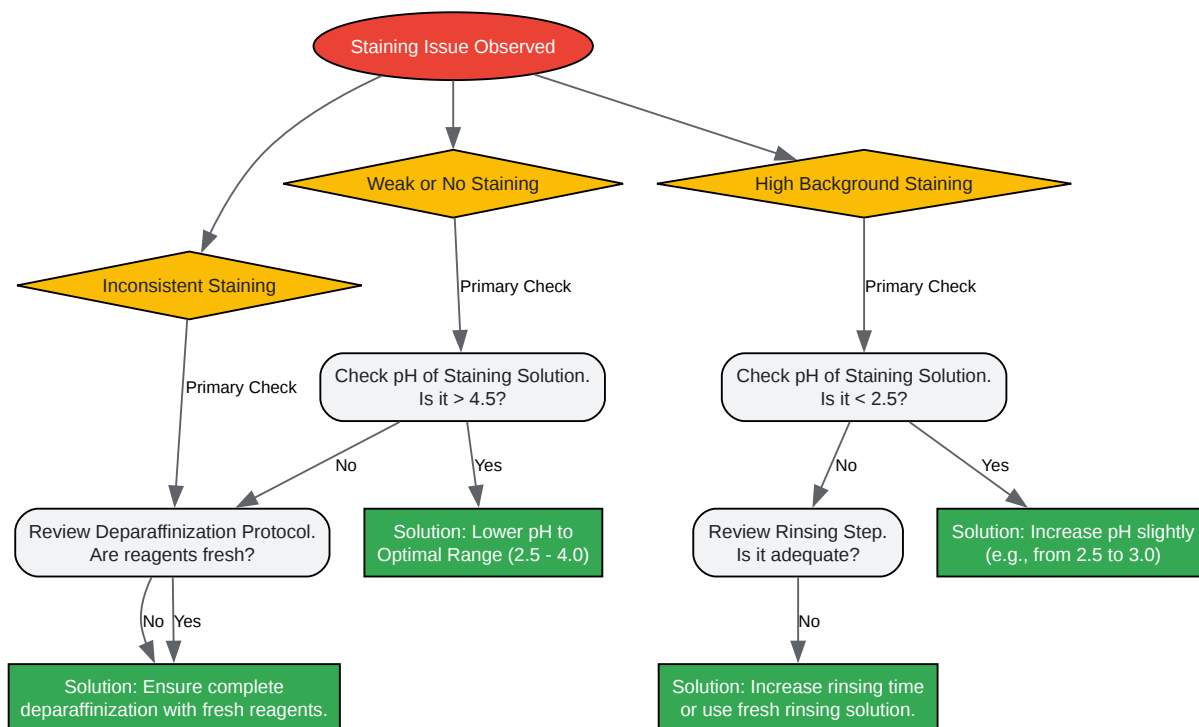 Staining Issue Observed
Weak or No Staining
High Background Staining
Inconsistent Staining
Primary Check
Primary Check
Primary Check
Check pH of Staining Solution.
Is it > 4.5?
Check pH of Staining Solution.
Is it < 2.5?
No
Yes
No
Yes
Review Deparaffinization Protocol.
Are reagents fresh?
Solution: Lower pH to
Optimal Range (2.5 - 4.0)
Review Rinsing Step.
Is it adequate?
Solution: Increase pH slightly
(e.g., from 2.5 to 3.0)
No
Yes
No
Solution: Ensure complete
deparaffinization with fresh reagents.
Solution: Increase rinsing time
or use fresh rinsing solution.